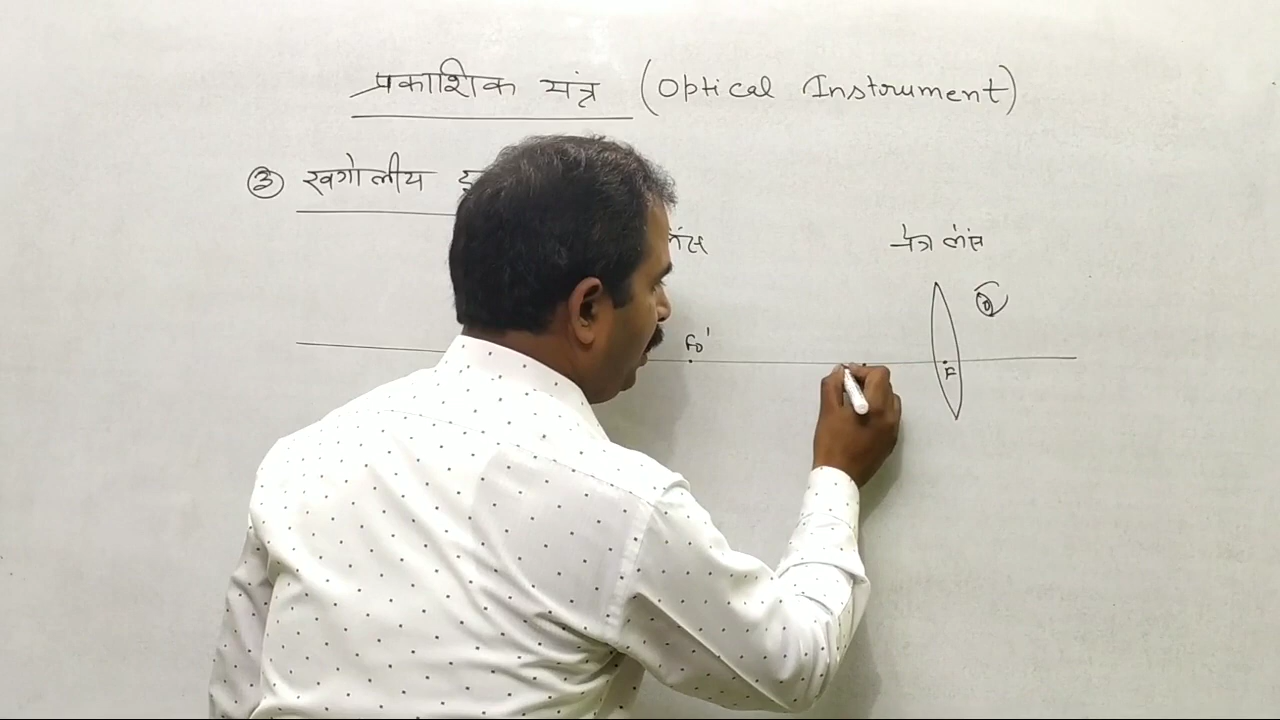 प्रकाशिक यंत्र (Optical Instrument)
③ खगोलीय
लेंस
नेत्र लेंस
Fo'
E